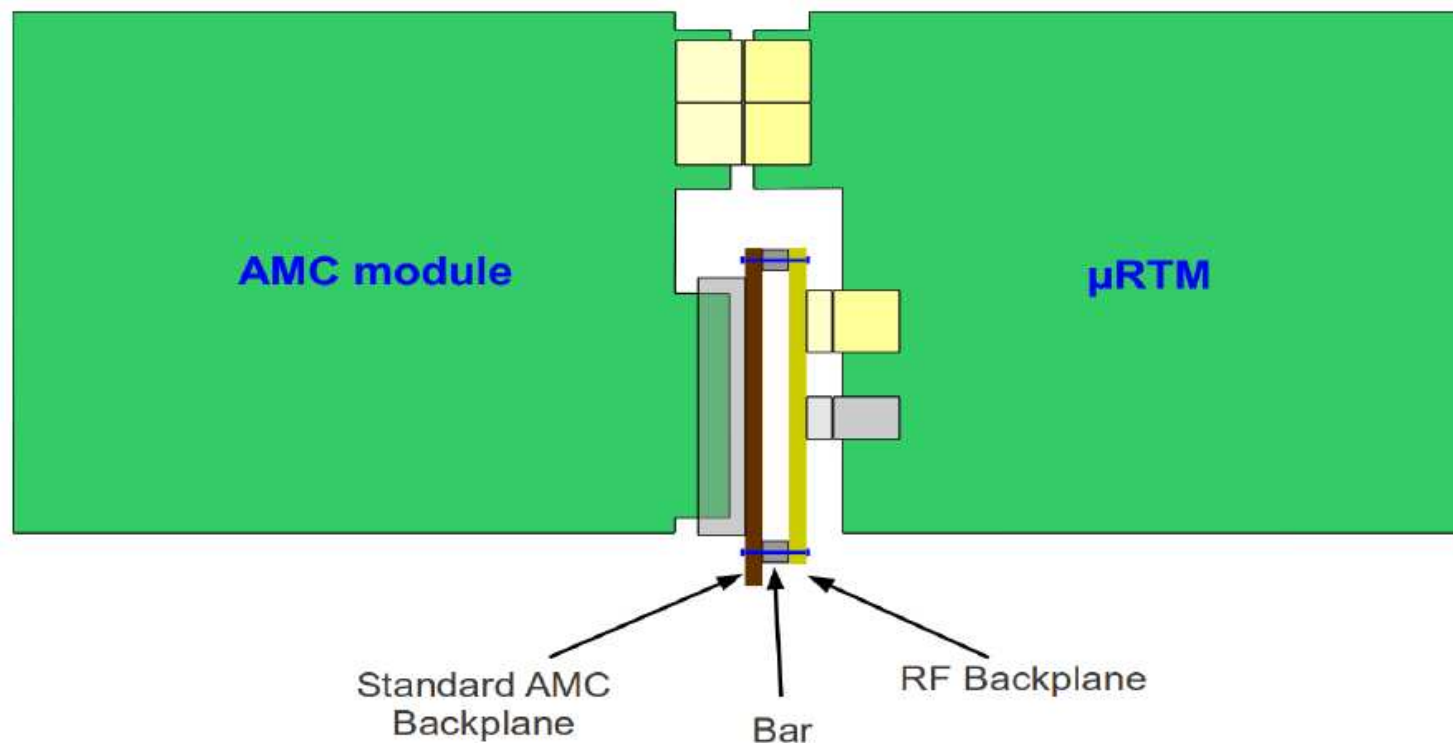 AMC module
µRTM
Standard AMC
Backplane
Bar
RF Backplane